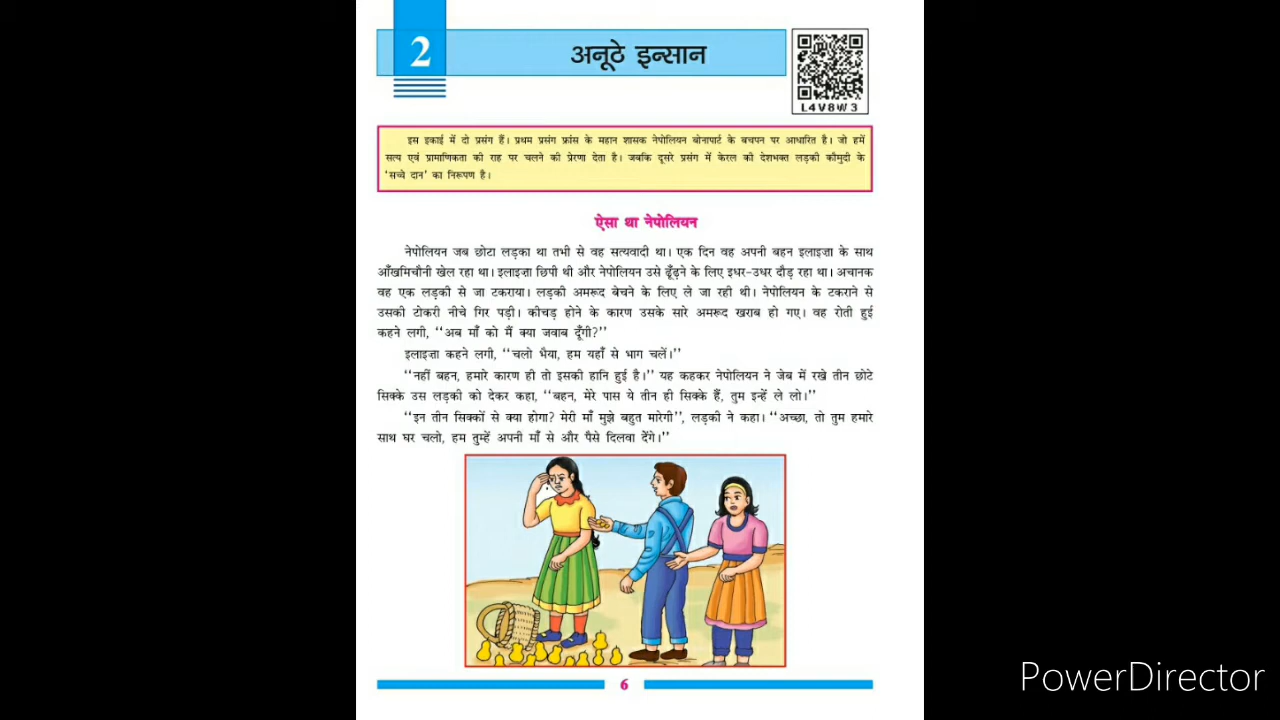 2
अनूठे इन्सान
L4V8W3
इस इकाई में दो प्रसंग हैं। प्रथम प्रसंग फ्रांस के महान शासक नेपोलियन बोनापार्ट के बचपन पर आधारित है। जो हमें
सत्य एवं प्रामाणिकता की राह पर चलने की प्रेरणा देता है। जबकि दूसरे प्रसंग में केरल की देशभक्त लड़की कौमुदी के
‘सच्चे दान’ का निरूपण है।
ऐसा था नेपोलियन
नेपोलियन जब छोटा लड़का था तभी से वह सत्यवादी था। एक दिन वह अपनी बहन इलाइज़ा के साथ
आँखमिचौनी खेल रहा था। इलाइज़ा छिपी थी और नेपोलियन उसे ढूँढ़ने के लिए इधर-उधर दौड़ रहा था। अचानक
वह एक लड़की से जा टकराया। लड़की अमरूद बेचने के लिए ले जा रही थी। नेपोलियन के टकराने से
उसकी टोकरी नीचे गिर पड़ी। कीचड़ होने के कारण उसके सारे अमरूद खराब हो गए। वह रोती हुई
कहने लगी, ‘‘अब माँ को मैं क्या जवाब दूँगी?’’
इलाइज़ा कहने लगी, ‘‘चलो भैया, हम यहाँ से भाग चलें।’’
‘‘नहीं बहन, हमारे कारण ही तो इसकी हानि हुई है।’’ यह कहकर नेपोलियन ने जेब में रखे तीन छोटे
सिक्के उस लड़की को देकर कहा, ‘‘बहन, मेरे पास ये तीन ही सिक्के हैं, तुम इन्हें ले लो।’’
‘‘इन तीन सिक्कों से क्या होगा? मेरी माँ मुझे बहुत मारेगी’’, लड़की ने कहा। ‘‘अच्छा, तो तुम हमारे
साथ घर चलो, हम तुम्हें अपनी माँ से और पैसे दिलवा देंगे।’’
6
PowerDirector